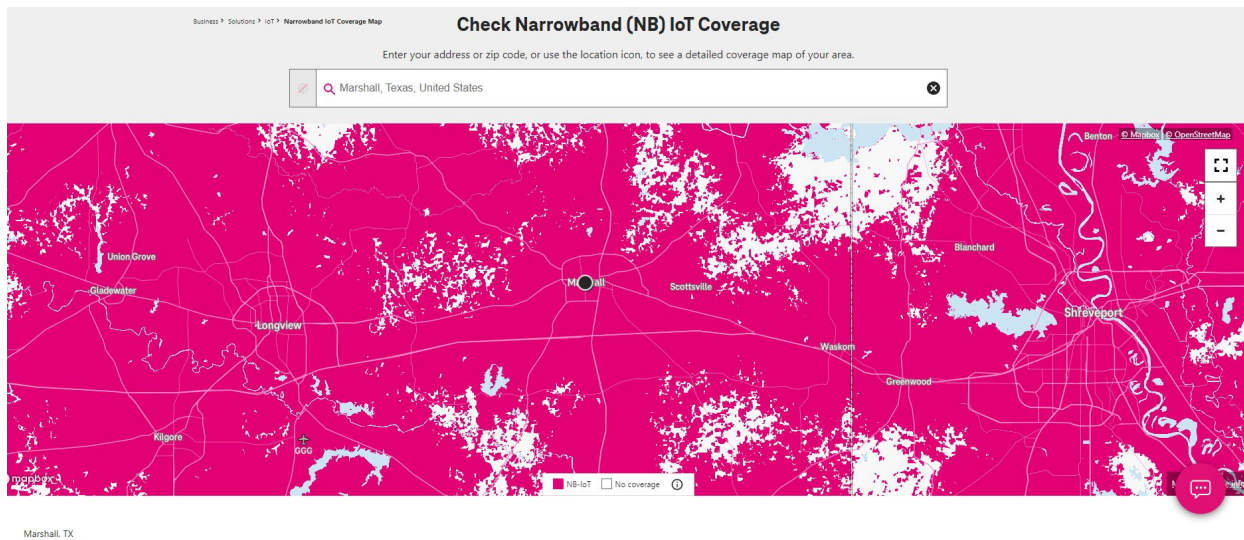 Business > Solutions > IoT > Narrowband IoT Coverage Map
Check Narrowband (NB) IoT Coverage
Enter your address or zip code, or use the location icon, to see a detailed coverage map of your area.
Marshall, Texas, United States
Benton
© Mapbox © OpenStreetMap
+
−
Blanchard
Union Grove
Gladewater
Scottsville
Longview
Shreveport
Waskom
Greenwood
Kilgore
GGG
mapbox
NB-IoT No coverage
Marshall, TX